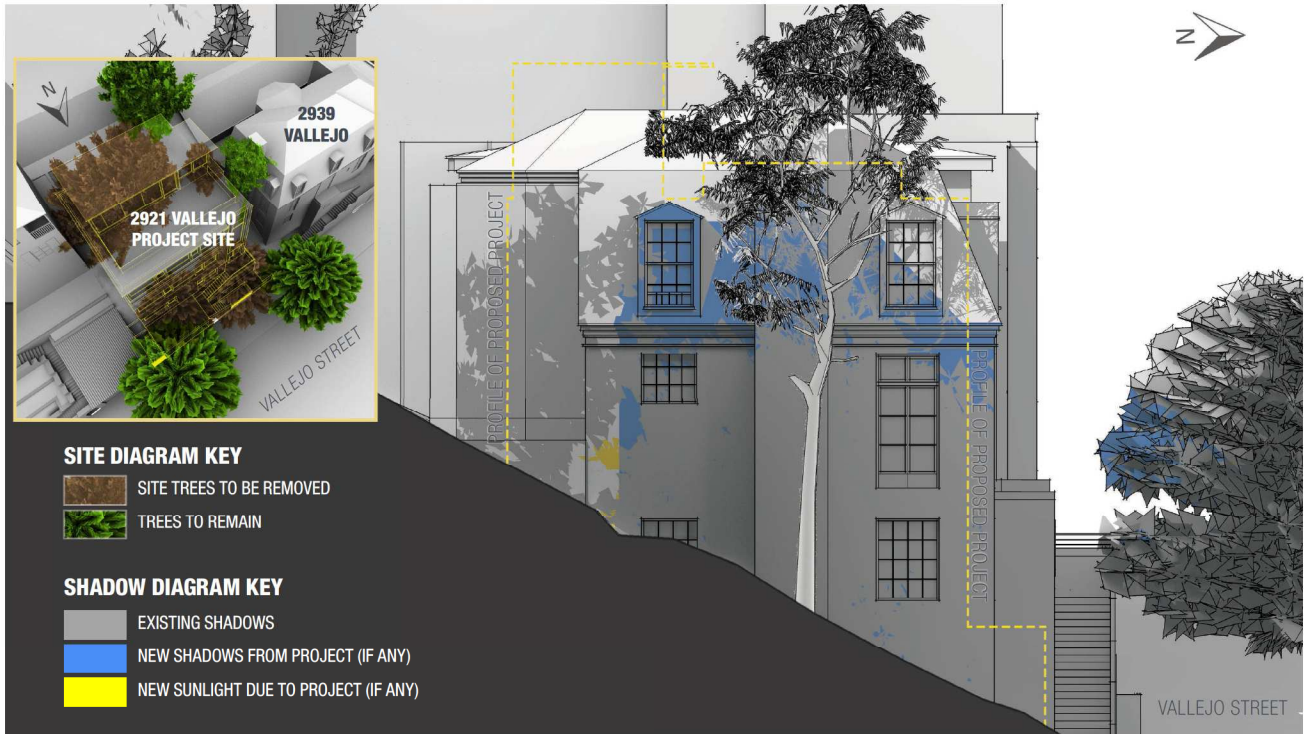 N
2939
VALLEJO
2921 VALLEJO
PROJECT SITE
VALLEJO STREET
SITE DIAGRAM KEY
SITE TREES TO BE REMOVED
TREES TO REMAIN
SHADOW DIAGRAM KEY
EXISTING SHADOWS
NEW SHADOWS FROM PROJECT (IF ANY)
NEW SUNLIGHT DUE TO PROJECT (IF ANY)
PROFILE OF PROPOSED PROJECT
PROFILE OF PROPOSED PROJECT
N
VALLEJO STREET